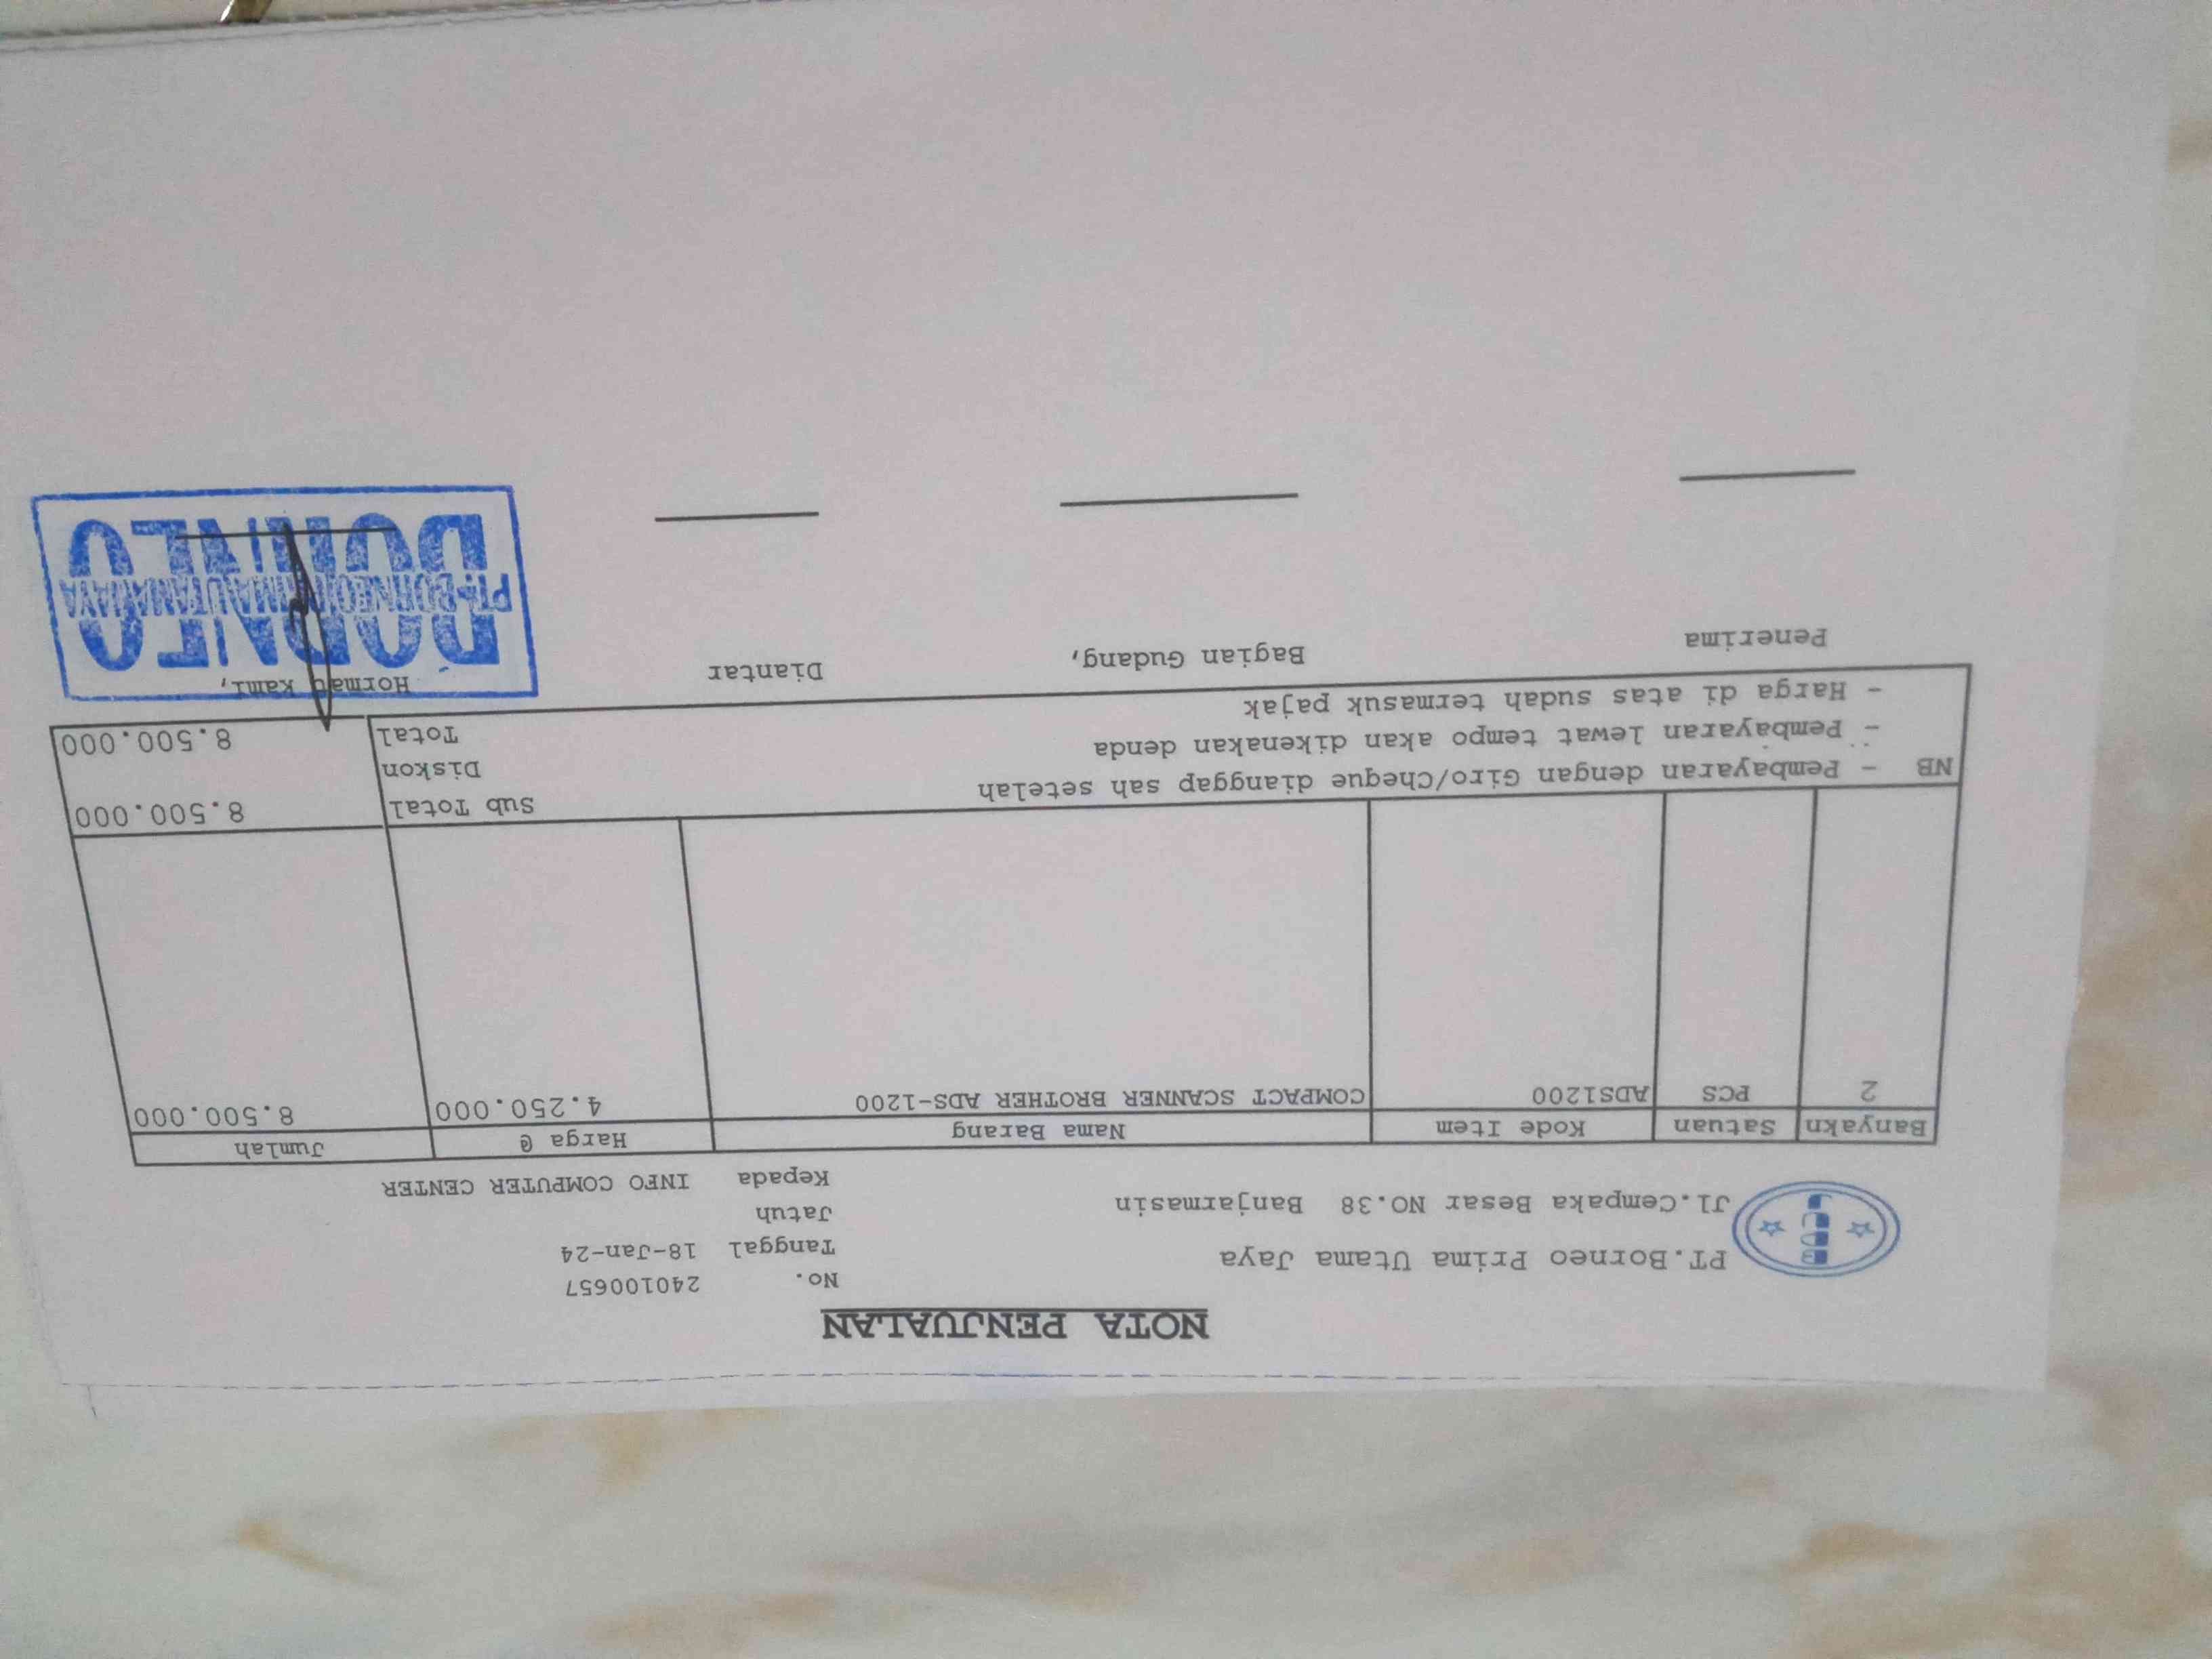 NOTA PENJUALAN
PT.Borneo Prima Utama Jaya
Jl.Cempaka Besar NO.38 Banjarmasin
No. 240100657
Tanggal 18-Jan-24
Jatuh
Kepada INFO COMPUTER CENTER
Banyakn Satuan Kode Item Nama Barang Harga @ Jumlah
2 PCS ADS1200 COMPACT SCANNER BROTHER ADS-1200 4.250.000 8.500.000
NB - Pembayaran dengan Giro/Cheque dianggap sah setelah
- Pembayaran lewat tempo akan dikenakan denda
- Harga di atas sudah termasuk pajak
Sub Total 8.500.000
Diskon
Total 8.500.000
Penerima Bagian Gudang, Diantar Hormat kami,
BORNEO
PT. BORNEO PRIMA UTAMA JAYA
BORNEO